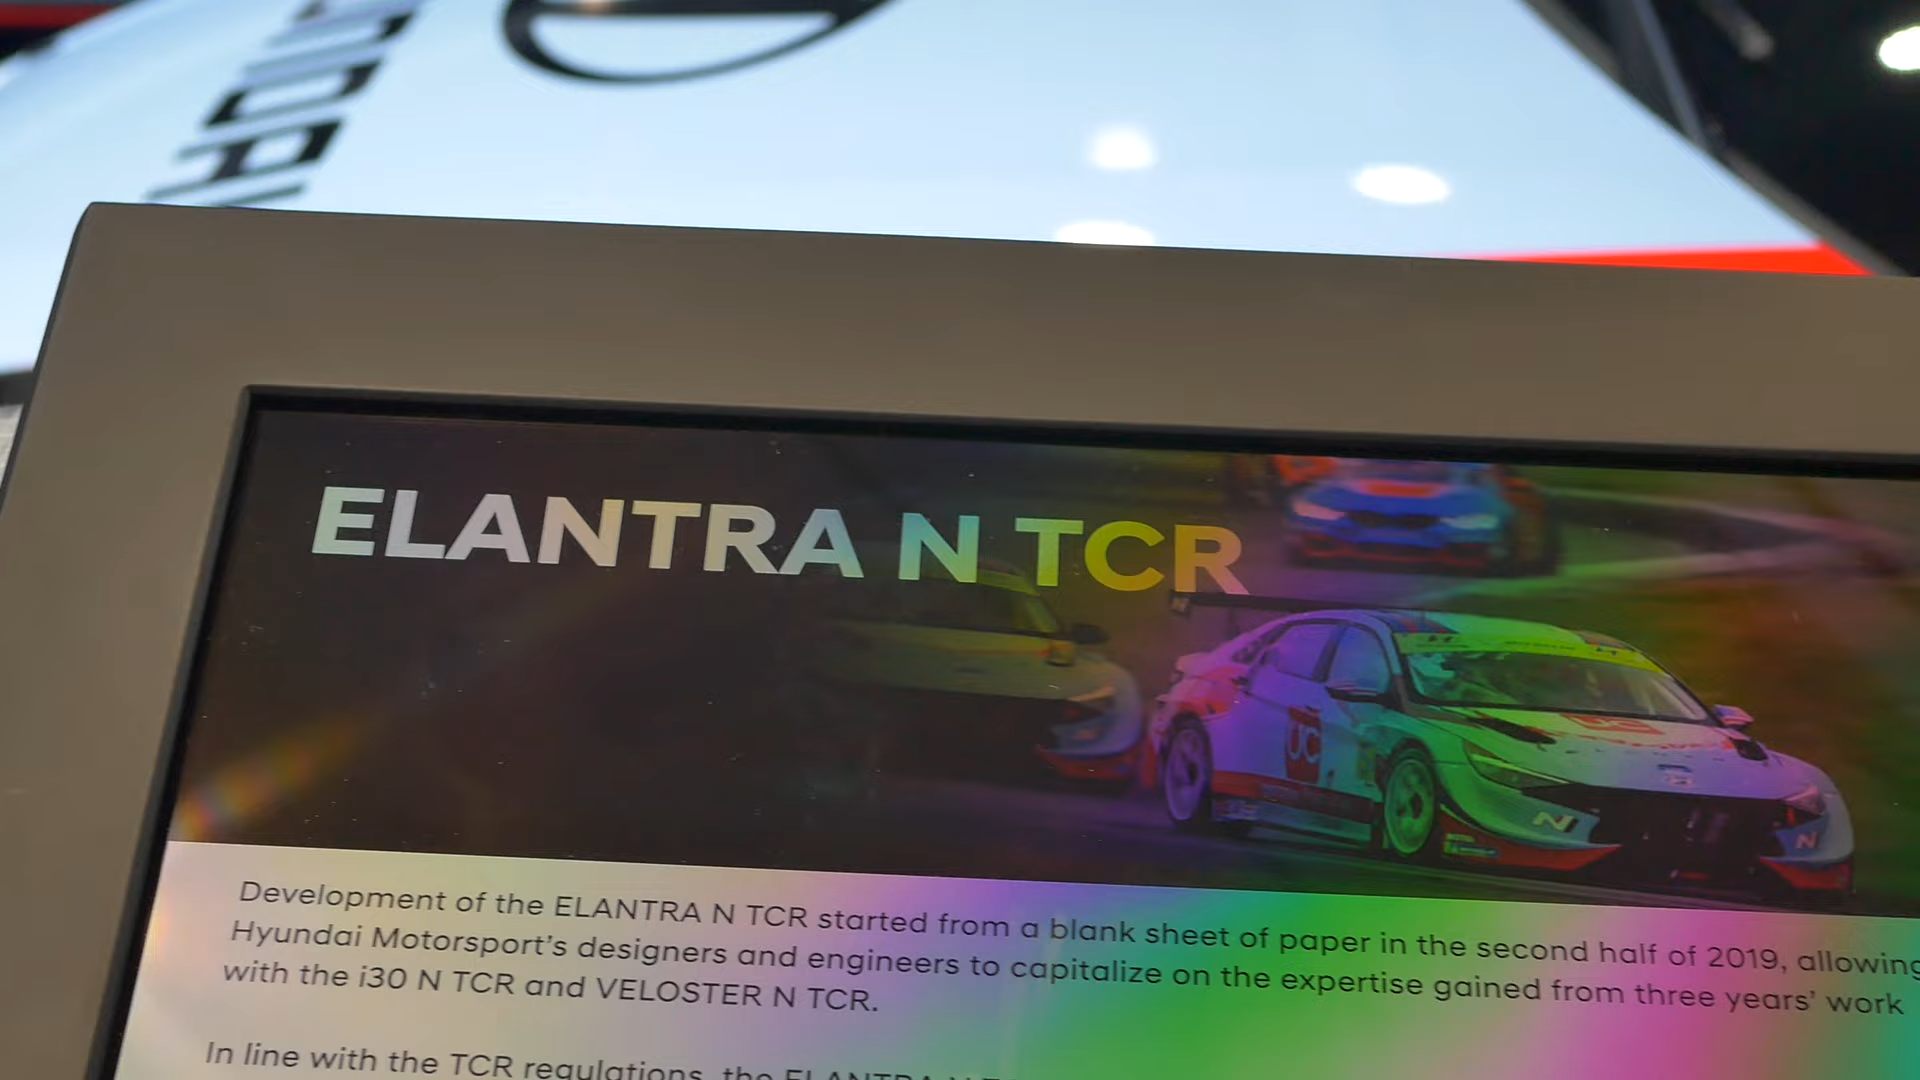 ELANTRA N TCR
UC
N
N
Development of the ELANTRA N TCR started from a blank sheet of paper in the second half of 2019, allowing
Hyundai Motorsport's designers and engineers to capitalize on the expertise gained from three years' work
with the i30 N TCR and VELOSTER N TCR.
In line with the TCR regulations, the ELANTRA N